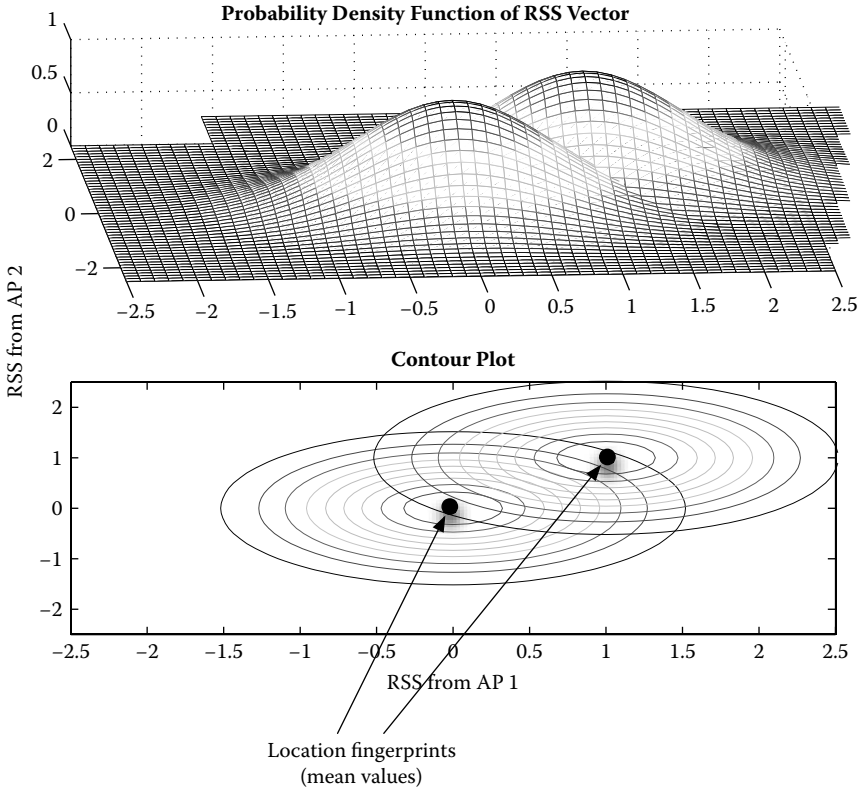 Probability Density Function of RSS Vector
1
0.5
0
2
0
−2
−2.5 −2 −1.5 −1 −0.5 0 0.5 1 1.5 2 2.5
RSS from AP 2
Contour Plot
2
1
0
−1
−2
−2.5 −2 −1.5 −1 −0.5 0 0.5 1 1.5 2 2.5
RSS from AP 1
Location fingerprints
(mean values)